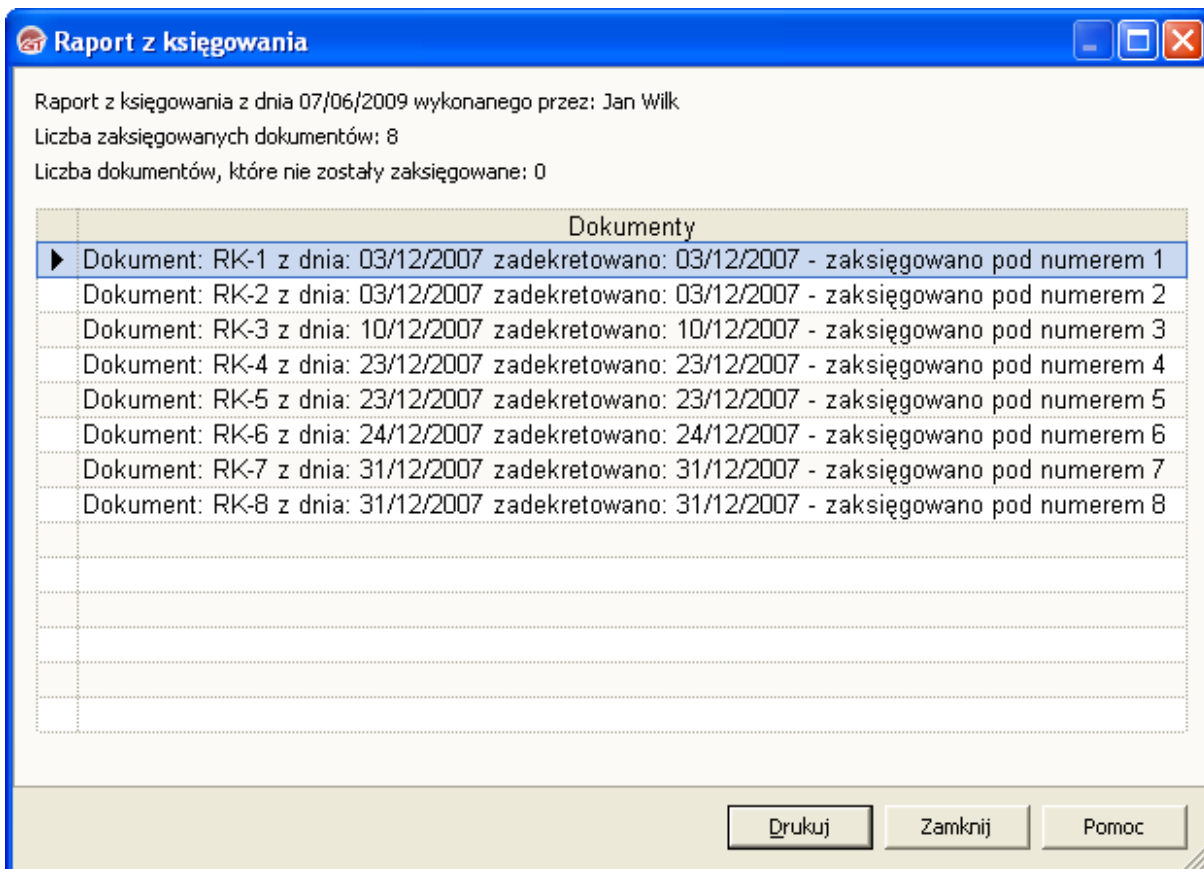 Raport z księgowania
Raport z księgowania z dnia 07/06/2009 wykonanego przez: Jan Wilk
Liczba zaksięgowanych dokumentów: 8
Liczba dokumentów, które nie zostały zaksięgowane: 0
Dokumenty
Dokument: RK-1 z dnia: 03/12/2007 zadekretowano: 03/12/2007 - zaksięgowano pod numerem 1
Dokument: RK-2 z dnia: 03/12/2007 zadekretowano: 03/12/2007 - zaksięgowano pod numerem 2
Dokument: RK-3 z dnia: 10/12/2007 zadekretowano: 10/12/2007 - zaksięgowano pod numerem 3
Dokument: RK-4 z dnia: 23/12/2007 zadekretowano: 23/12/2007 - zaksięgowano pod numerem 4
Dokument: RK-5 z dnia: 23/12/2007 zadekretowano: 23/12/2007 - zaksięgowano pod numerem 5
Dokument: RK-6 z dnia: 24/12/2007 zadekretowano: 24/12/2007 - zaksięgowano pod numerem 6
Dokument: RK-7 z dnia: 31/12/2007 zadekretowano: 31/12/2007 - zaksięgowano pod numerem 7
Dokument: RK-8 z dnia: 31/12/2007 zadekretowano: 31/12/2007 - zaksięgowano pod numerem 8
Drukuj Zamknij Pomoc